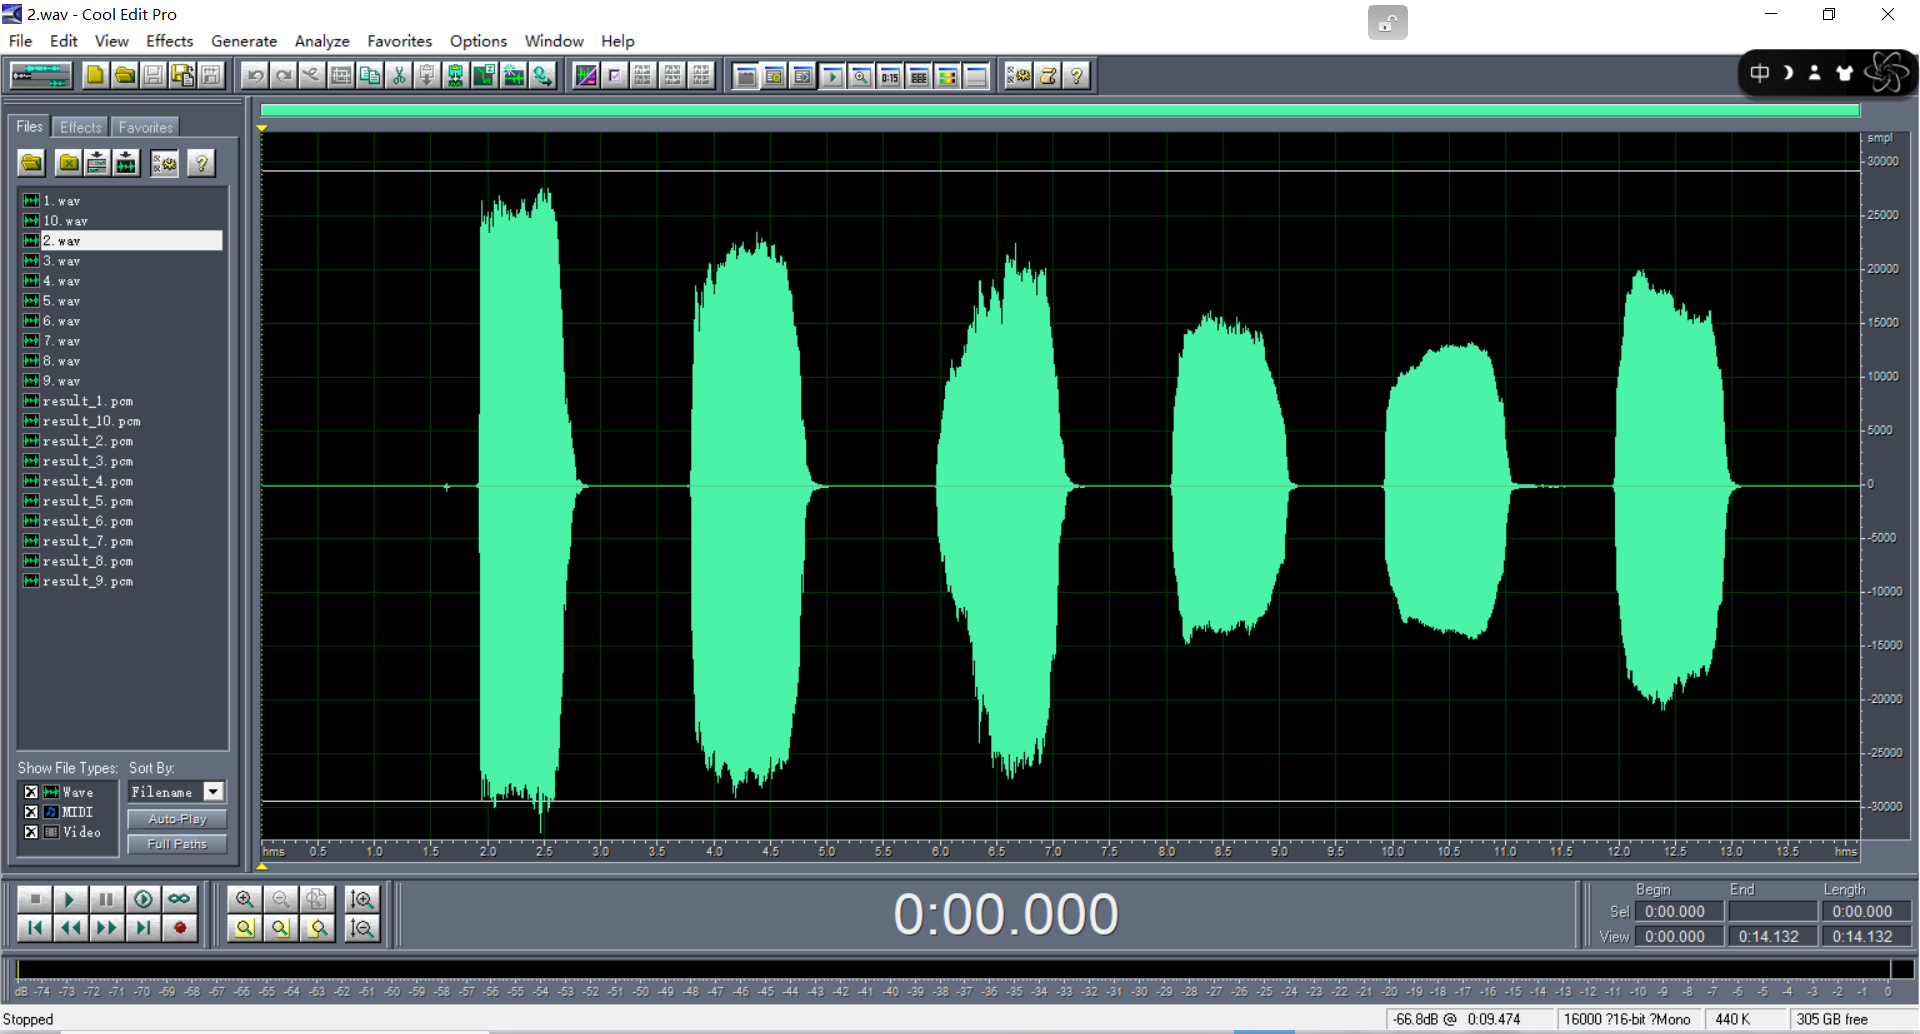 2.wav - Cool Edit Pro
File Edit View Effects Generate Analyze Favorites Options Window Help
0:15
中
Files Effects Favorites
1.wav
10.wav
2.wav
3.wav
4.wav
5.wav
6.wav
7.wav
8.wav
9.wav
result_1.pcm
result_10.pcm
result_2.pcm
result_3.pcm
result_4.pcm
result_5.pcm
result_6.pcm
result_7.pcm
result_8.pcm
result_9.pcm
Show File Types: Sort By:
Wave
MIDI
Video
Filename
Auto-Play
Full Paths
smpl
30000
25000
20000
15000
10000
5000
0
-5000
-10000
-15000
-20000
-25000
-30000
hms 0.5 1.0 1.5 2.0 2.5 3.0 3.5 4.0 4.5 5.0 5.5 6.0 6.5 7.0 7.5 8.0 8.5 9.0 9.5 10.0 10.5 11.0 11.5 12.0 12.5 13.0 13.5 hms
0:00.000
Begin End Length
Sel 0:00.000 0:00.000
View 0:00.000 0:14.132 0:14.132
dB -74 -73 -72 -71 -70 -69 -68 -67 -66 -65 -64 -63 -62 -61 -60 -59 -58 -57 -56 -55 -54 -53 -52 -51 -50 -49 -48 -47 -46 -45 -44 -43 -42 -41 -40 -39 -38 -37 -36 -35 -34 -33 -32 -31 -30 -29 -28 -27 -26 -25 -24 -23 -22 -21 -20 -19 -18 -17 -16 -15 -14 -13 -12 -11 -10 -9 -8 -7 -6 -5 -4 -3 -2 -1 0
Stopped
-66.8dB @ 0:09.474
16000 ?16-bit ?Mono
440 K
305 GB free